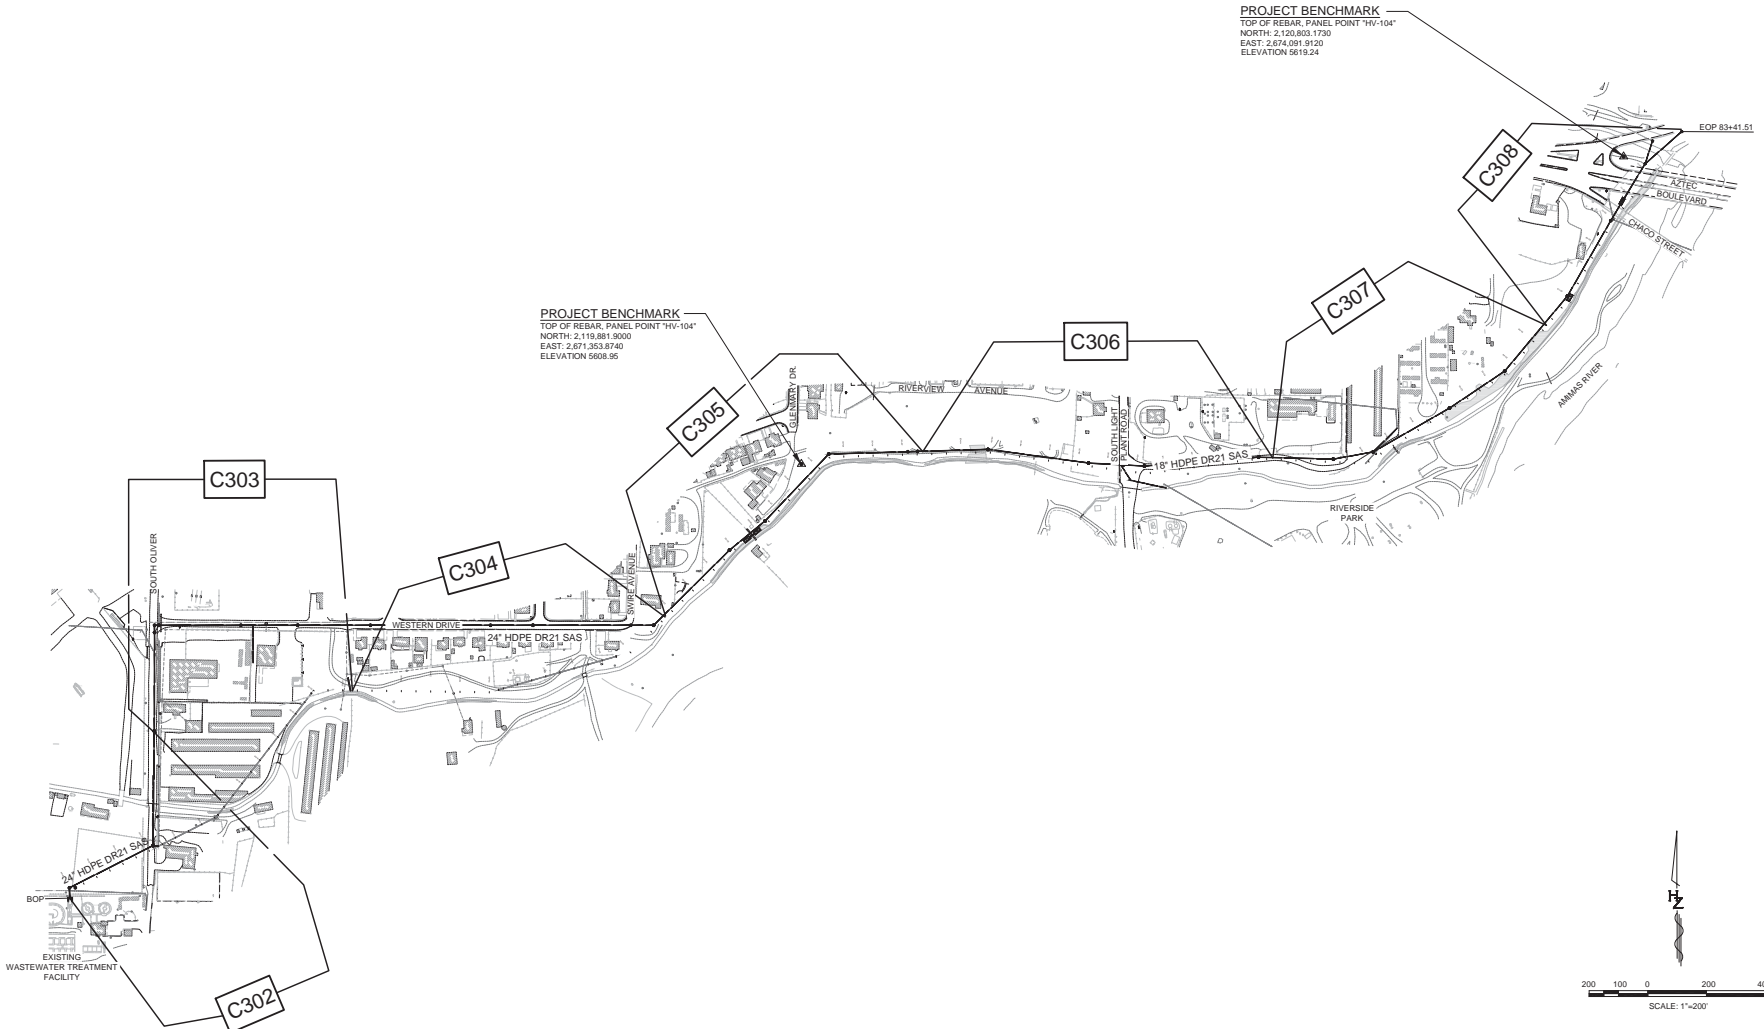 PROJECT BENCHMARK
TOP OF REBAR, PANEL POINT "HV-104"
NORTH: 2,120,803.1730
EAST: 2,674,091.9120
ELEVATION 5619.24
EOP 83+41.51
C308
AZTEC
BOULEVARD
CHACO STREET
C307
PROJECT BENCHMARK
TOP OF REBAR, PANEL POINT "HV-104"
NORTH: 2,119,881.9000
EAST: 2,671,353.8740
ELEVATION 5608.95
C306
ANIMAS RIVER
GLENMARY DR.
RIVERVIEW AVENUE
C305
SOUTH LIGHT
PLANT ROAD
18" HDPE DR21 SAS
C303
RIVERSIDE
PARK
SOUTH OLIVER
C304
SWIRE AVENUE
WESTERN DRIVE
24" HDPE DR21 SAS
24" HDPE DR21 SAS
BOP
EXISTING
WASTEWATER TREATMENT
FACILITY
C302
200 100 0 200
SCALE: 1"=200'